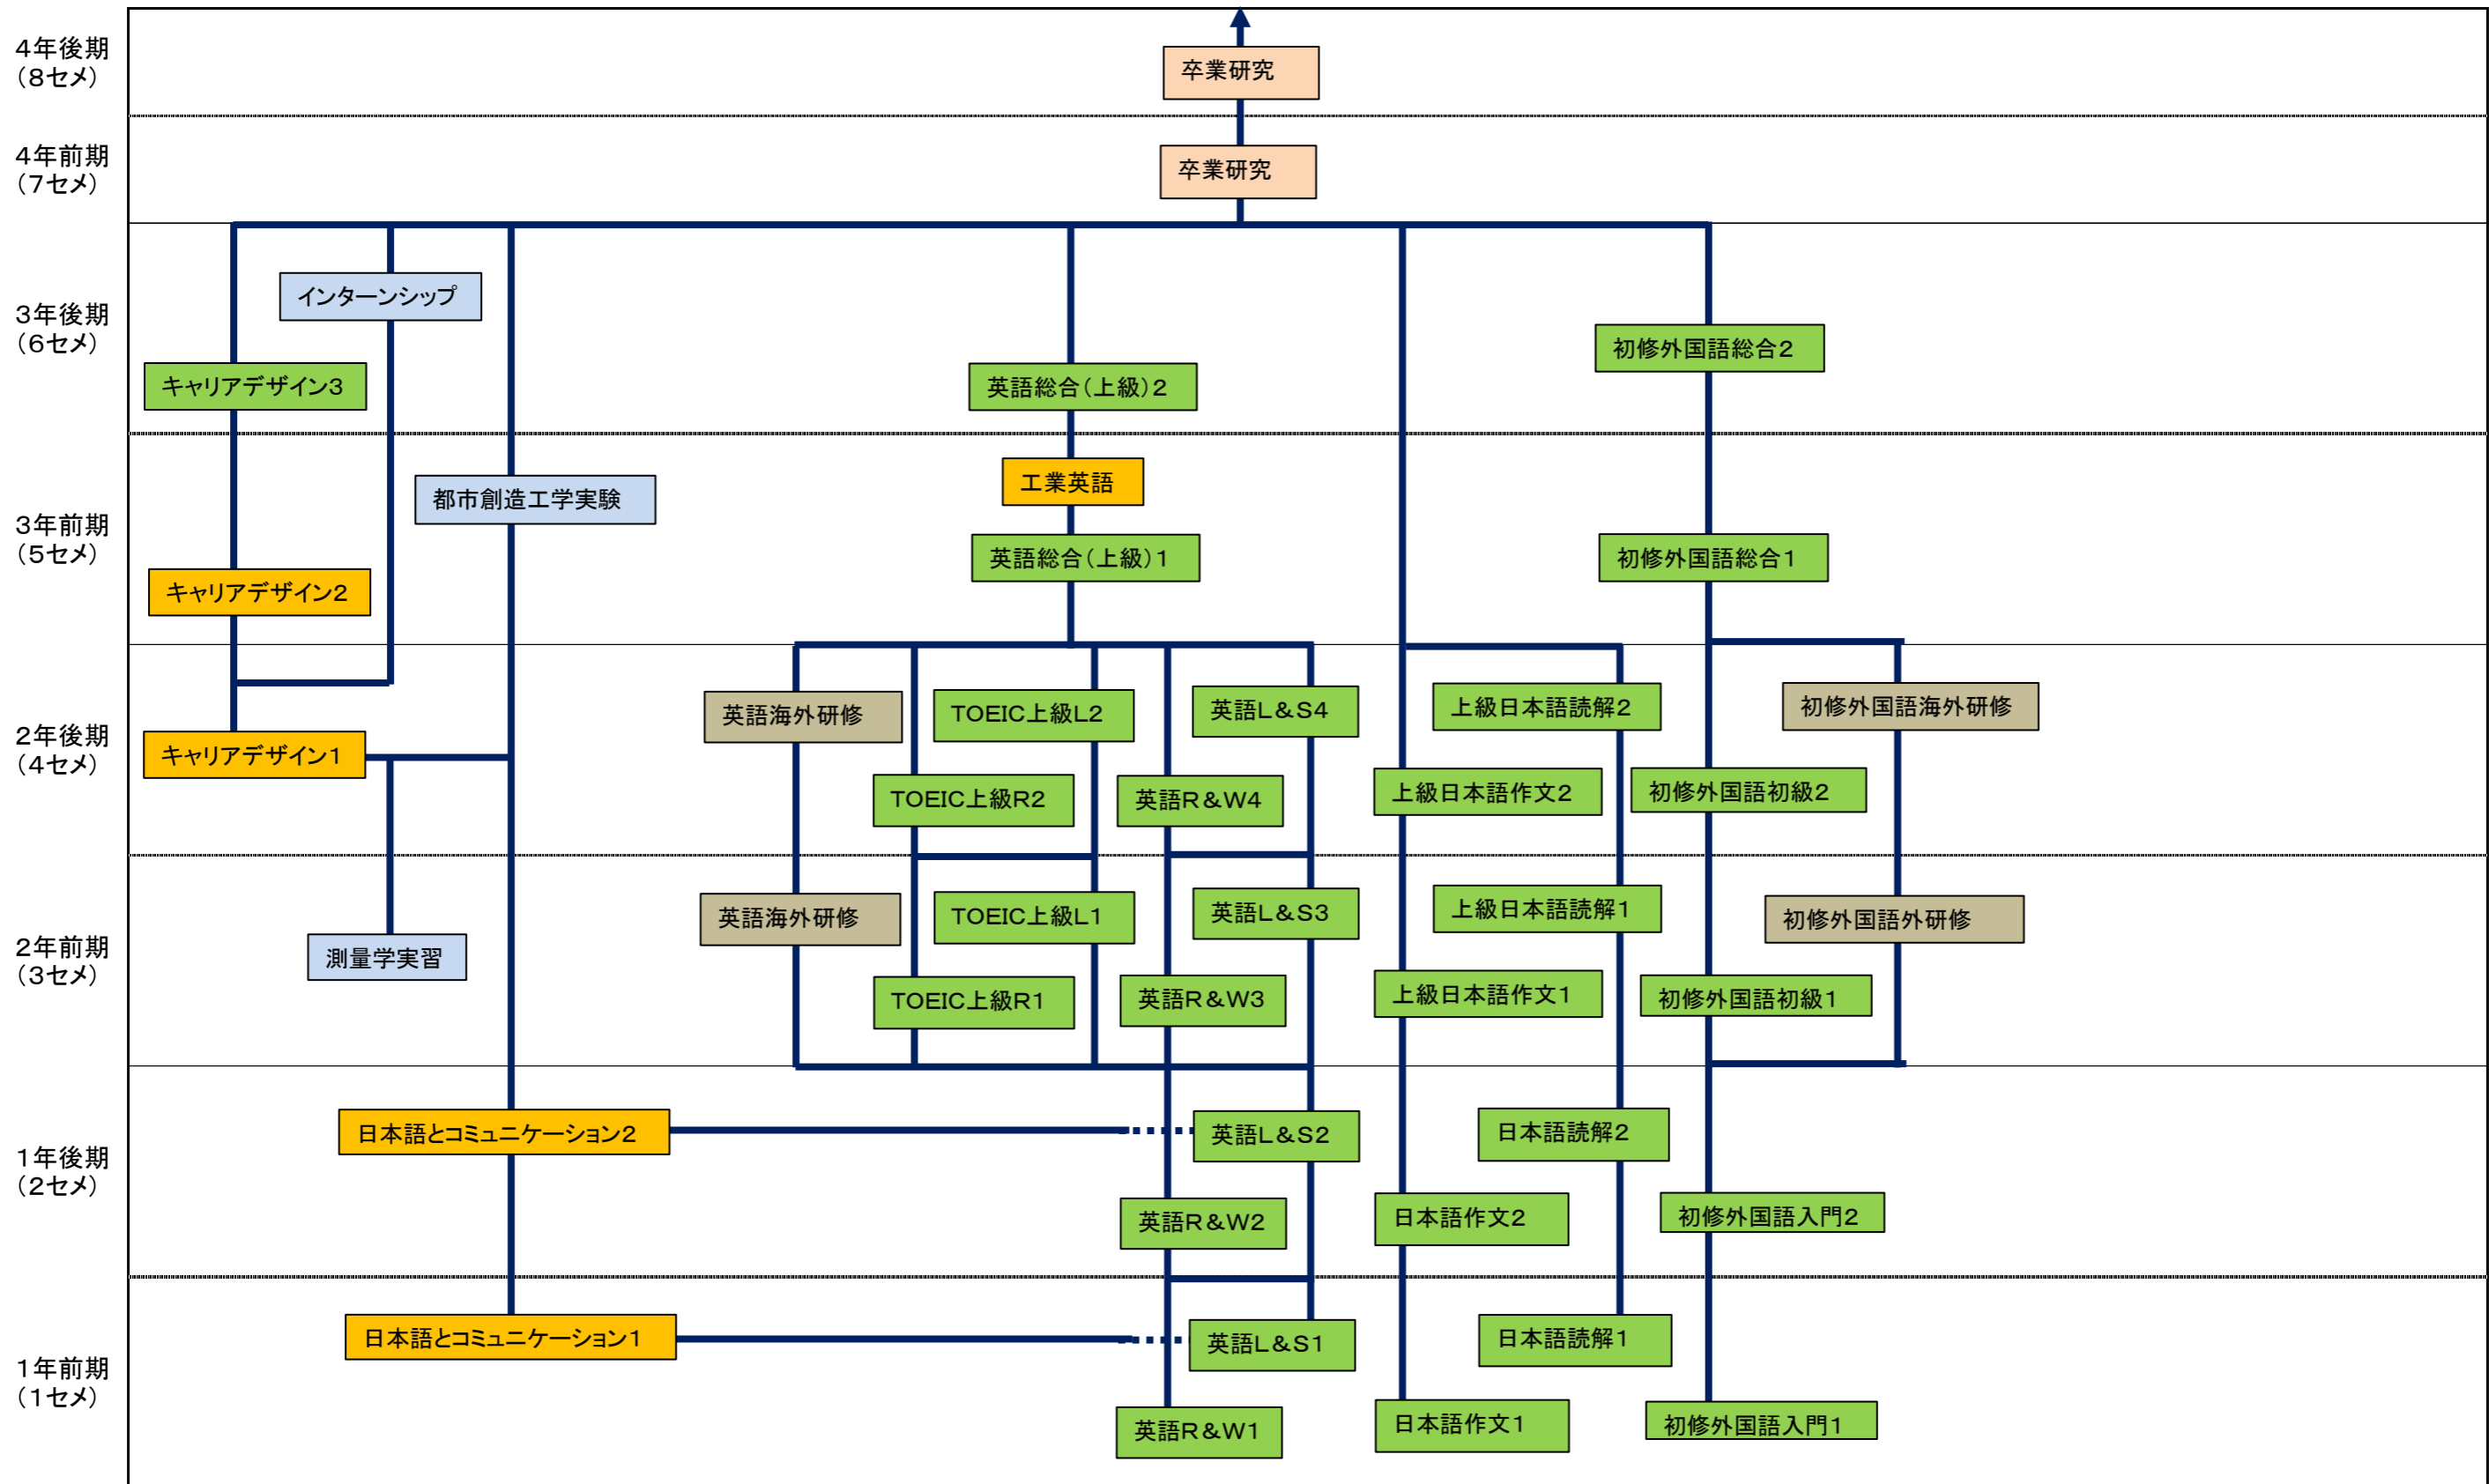 4年後期
(8セメ)
卒業研究
4年前期
(7セメ)
卒業研究
3年後期
(6セメ)
インターンシップ
初修外国語総合2
キャリアデザイン3
英語総合(上級)2
3年前期
(5セメ)
工業英語
都市創造工学実験
英語総合(上級)1
初修外国語総合1
キャリアデザイン2
2年後期
(4セメ)
英語海外研修
TOEIC上級L2
英語L&S4
上級日本語読解2
初修外国語海外研修
キャリアデザイン1
TOEIC上級R2
英語R&W4
上級日本語作文2
初修外国語初級2
2年前期
(3セメ)
英語海外研修
TOEIC上級L1
英語L&S3
上級日本語読解1
初修外国語外研修
測量学実習
TOEIC上級R1
英語R&W3
上級日本語作文1
初修外国語初級1
1年後期
(2セメ)
日本語とコミュニケーション2
英語L&S2
日本語読解2
英語R&W2
日本語作文2
初修外国語入門2
1年前期
(1セメ)
日本語とコミュニケーション1
英語L&S1
日本語読解1
英語R&W1
日本語作文1
初修外国語入門1